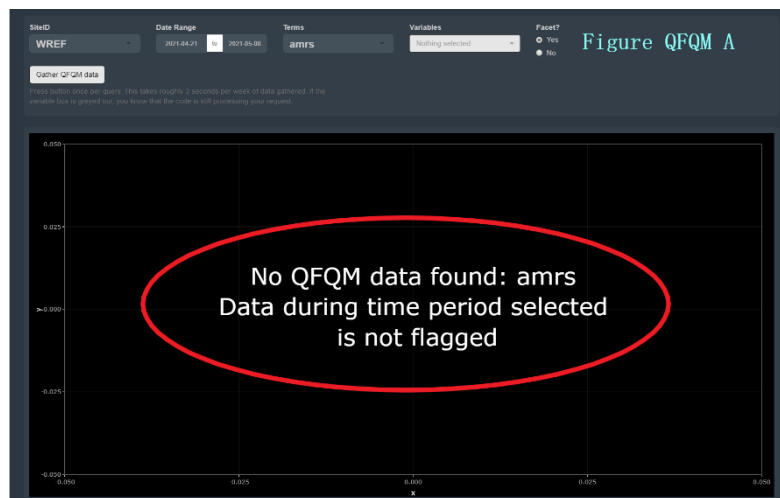 SiteID
Date Range
Terms
Variables
Facet?
WREF
2021-04-21 to 2021-05-08
amrs
Nothing selected
Yes
No
Figure QFQM A
Gather QFQM data
Press button once per query. This takes roughly 3 seconds per week of data gathered. If the
variable box is greyed out, you know that the code is still processing your request.
0.050
0.025
y
0.000
-0.025
-0.050
No QFQM data found: amrs
Data during time period selected
is not flagged
-0.050
-0.025
0.000
0.025
0.050
x